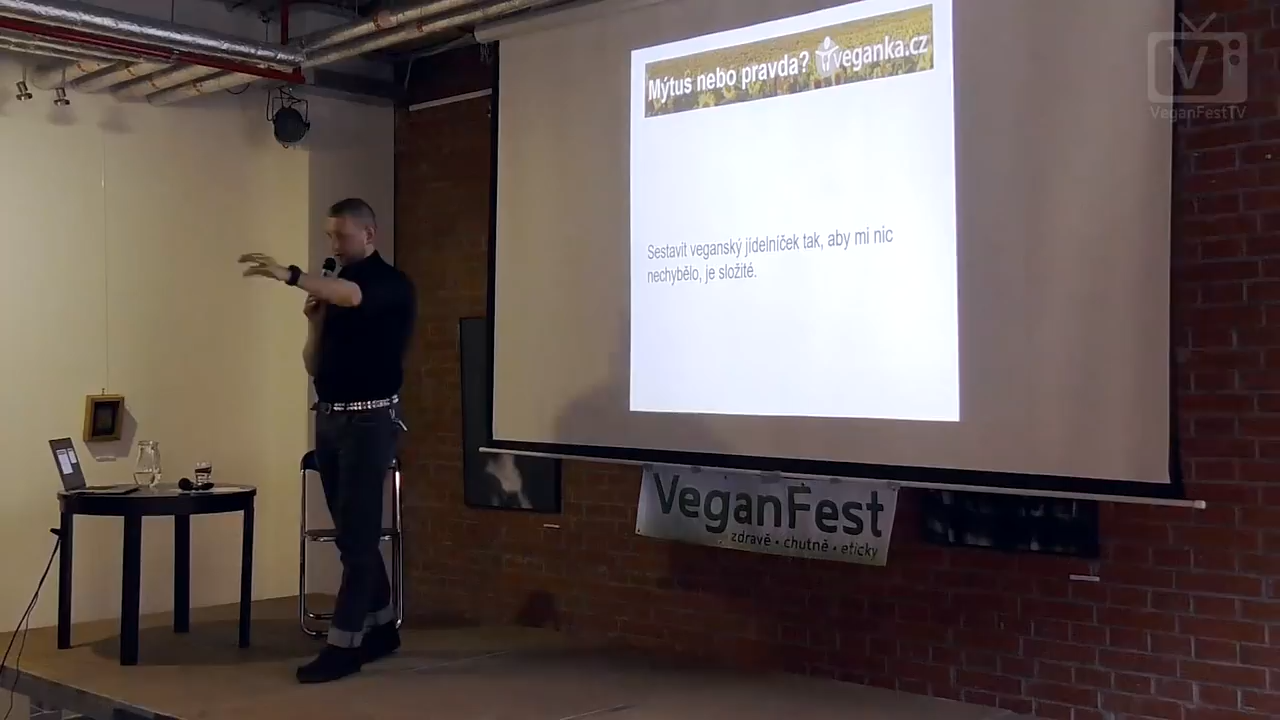 Mýtus nebo pravda? veganka.cz
Sestavit veganský jídelníček tak, aby mi nic
nechybělo, je složité.
VeganFest
zdravě • chutně • eticky
V
VeganFestTV